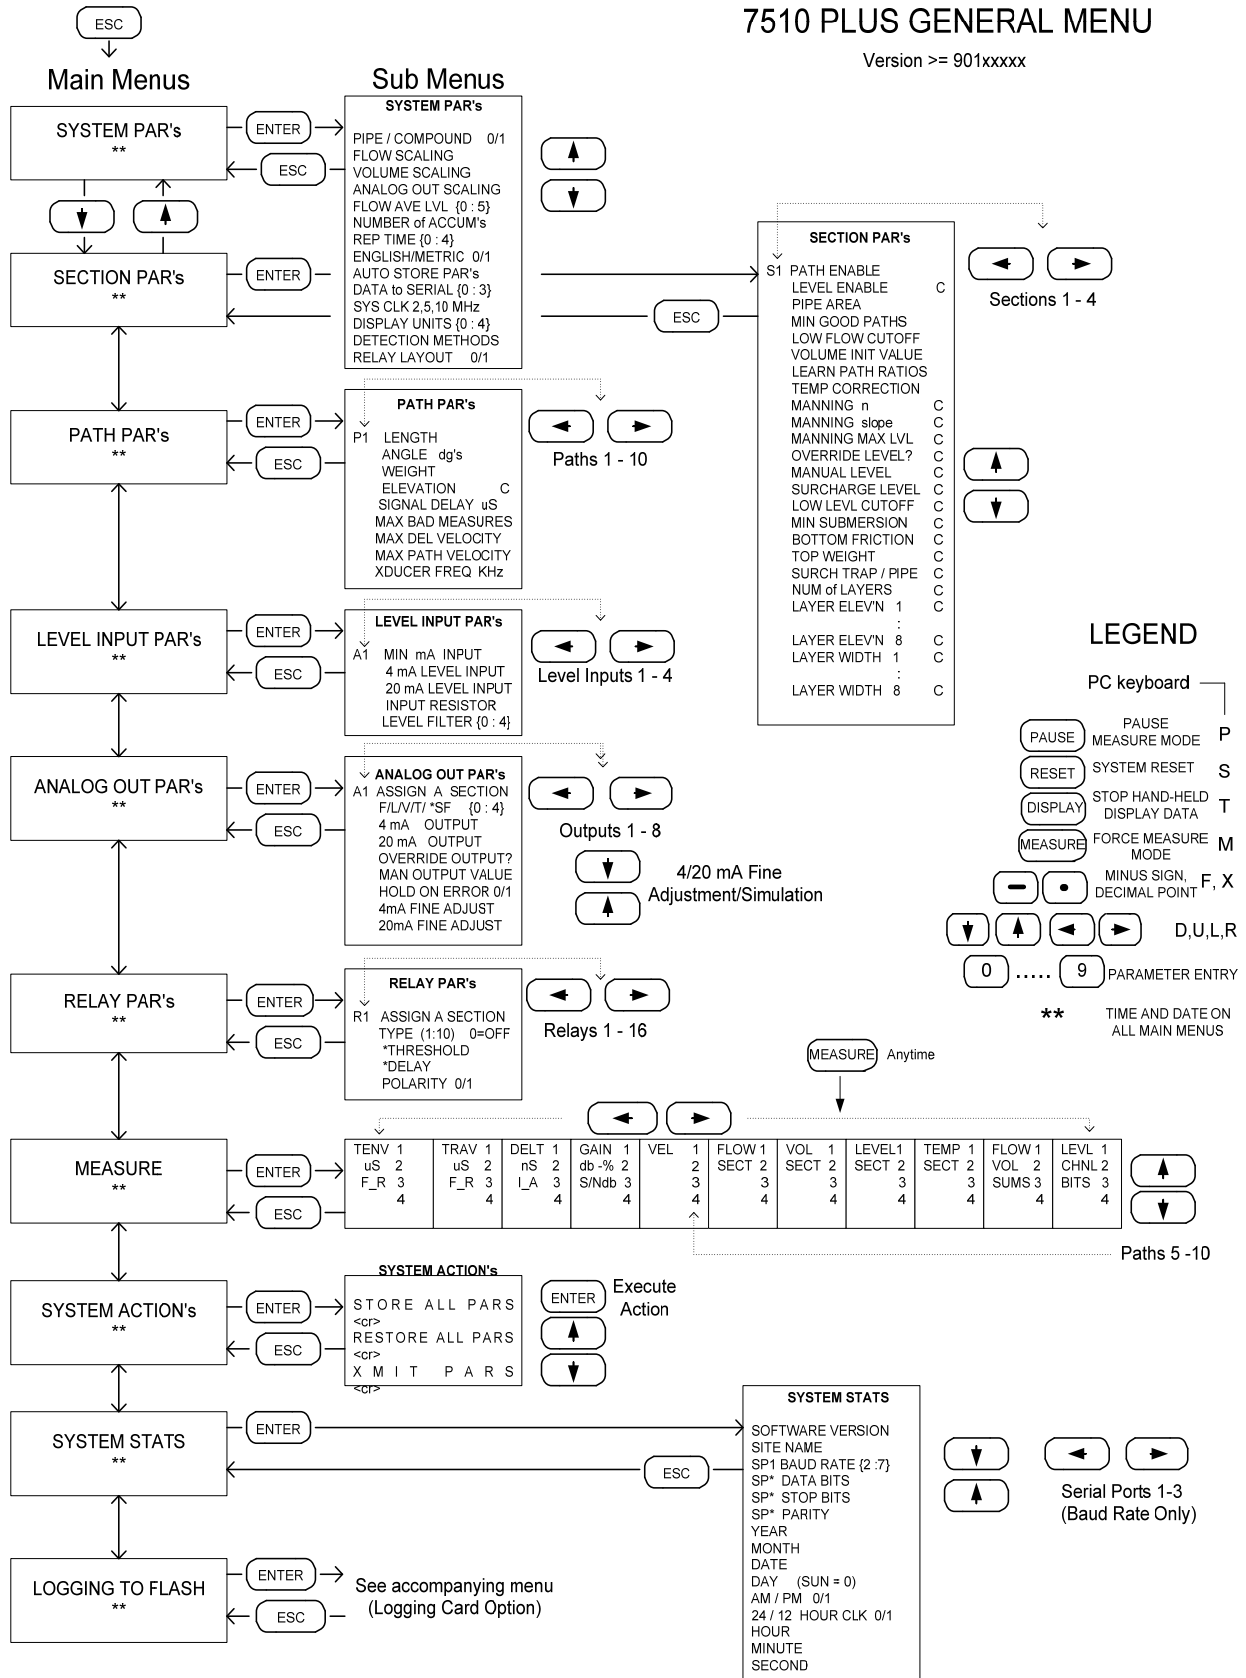 7510 PLUS GENERAL MENU
Version >= 901xxxxx
ESC
Main Menus
Sub Menus
SYSTEM PAR's
**
ENTER
ESC
SYSTEM PAR's
PIPE / COMPOUND 0/1
FLOW SCALING
VOLUME SCALING
ANALOG OUT SCALING
FLOW AVE LVL {0 : 5}
NUMBER of ACCUM's
REP TIME {0 : 4}
ENGLISH/METRIC 0/1
AUTO STORE PAR's
DATA to SERIAL {0 : 3}
SYS CLK 2,5,10 MHz
DISPLAY UNITS {0 : 4}
DETECTION METHODS
RELAY LAYOUT 0/1
SECTION PAR's
**
ENTER
ESC
SECTION PAR's
S1 PATH ENABLE
LEVEL ENABLE C
PIPE AREA
MIN GOOD PATHS
LOW FLOW CUTOFF
VOLUME INIT VALUE
LEARN PATH RATIOS
TEMP CORRECTION
MANNING n C
MANNING slope C
MANNING MAX LVL C
OVERRIDE LEVEL? C
MANUAL LEVEL C
SURCHARGE LEVEL C
LOW LEVL CUTOFF C
MIN SUBMERSION C
BOTTOM FRICTION C
TOP WEIGHT C
SURCH TRAP / PIPE C
NUM of LAYERS C
LAYER ELEV'N 1 C
:
LAYER ELEV'N 8 C
LAYER WIDTH 1 C
:
LAYER WIDTH 8 C
Sections 1 - 4
PATH PAR's
**
ENTER
ESC
PATH PAR's
P1 LENGTH
ANGLE dg's
WEIGHT
ELEVATION C
SIGNAL DELAY uS
MAX BAD MEASURES
MAX DEL VELOCITY
MAX PATH VELOCITY
XDUCER FREQ KHz
Paths 1 - 10
LEVEL INPUT PAR's
**
ENTER
ESC
LEVEL INPUT PAR's
A1 MIN mA INPUT
4 mA LEVEL INPUT
20 mA LEVEL INPUT
INPUT RESISTOR
LEVEL FILTER {0 : 4}
Level Inputs 1 - 4
ANALOG OUT PAR's
**
ENTER
ESC
ANALOG OUT PAR's
A1 ASSIGN A SECTION
F/L/V/T/ *SF {0 : 4}
4 mA OUTPUT
20 mA OUTPUT
OVERRIDE OUTPUT?
MAN OUTPUT VALUE
HOLD ON ERROR 0/1
4mA FINE ADJUST
20mA FINE ADJUST
Outputs 1 - 8
4/20 mA Fine
Adjustment/Simulation
RELAY PAR's
**
ENTER
ESC
RELAY PAR's
R1 ASSIGN A SECTION
TYPE (1:10) 0=OFF
*THRESHOLD
*DELAY
POLARITY 0/1
Relays 1 - 16
LEGEND
PC keyboard
PAUSE PAUSE MEASURE MODE P
RESET SYSTEM RESET S
DISPLAY STOP HAND-HELD DISPLAY DATA T
MEASURE FORCE MEASURE MODE M
MINUS SIGN, DECIMAL POINT F, X
D,U,L,R
0 ..... 9 PARAMETER ENTRY
** TIME AND DATE ON
ALL MAIN MENUS
MEASURE Anytime
MEASURE
**
ENTER
ESC
TENV 1 TRAV 1 DELT 1 GAIN 1 VEL 1 FLOW 1 VOL 1 LEVEL1 TEMP 1 FLOW 1 LEVL 1
uS 2 uS 2 nS 2 db -% 2 2 SECT 2 SECT 2 SECT 2 SECT 2 VOL 2 CHNL 2
F_R 3 F_R 3 I_A 3 S/Ndb 3 3 3 3 3 3 SUMS 3 BITS 3
4 4 4 4 4 4 4 4 4 4 4
Paths 5 -10
SYSTEM ACTION's
**
ENTER
ESC
SYSTEM ACTION's
STORE ALL PARS
<cr>
RESTORE ALL PARS
<cr>
XMIT PARS
<cr>
ENTER
Execute
Action
SYSTEM STATS
**
ENTER
ESC
SYSTEM STATS
SOFTWARE VERSION
SITE NAME
SP1 BAUD RATE {2 :7}
SP* DATA BITS
SP* STOP BITS
SP* PARITY
YEAR
MONTH
DATE
DAY (SUN = 0)
AM / PM 0/1
24 / 12 HOUR CLK 0/1
HOUR
MINUTE
SECOND
Serial Ports 1-3
(Baud Rate Only)
LOGGING TO FLASH
**
ENTER
ESC
See accompanying menu
(Logging Card Option)